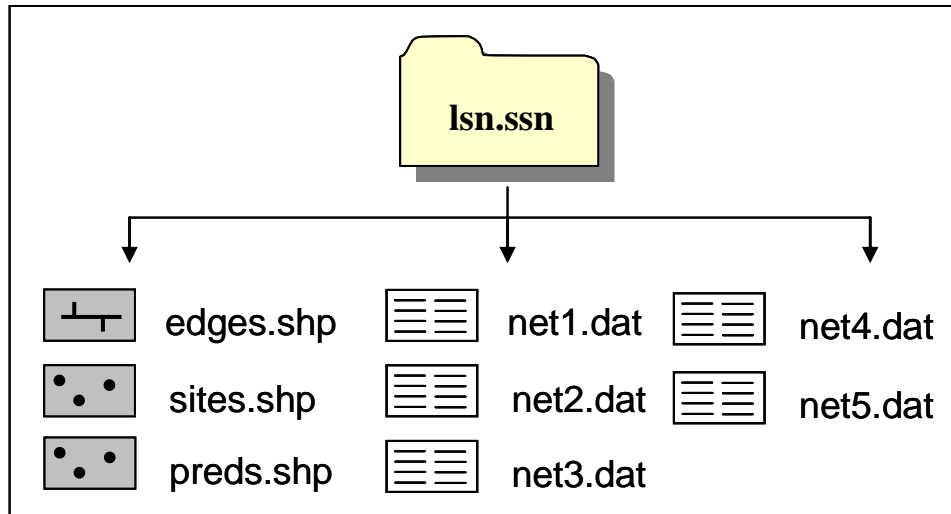 lsn.ssn
edges.shp
sites.shp
preds.shp
net1.dat
net2.dat
net3.dat
net4.dat
net5.dat